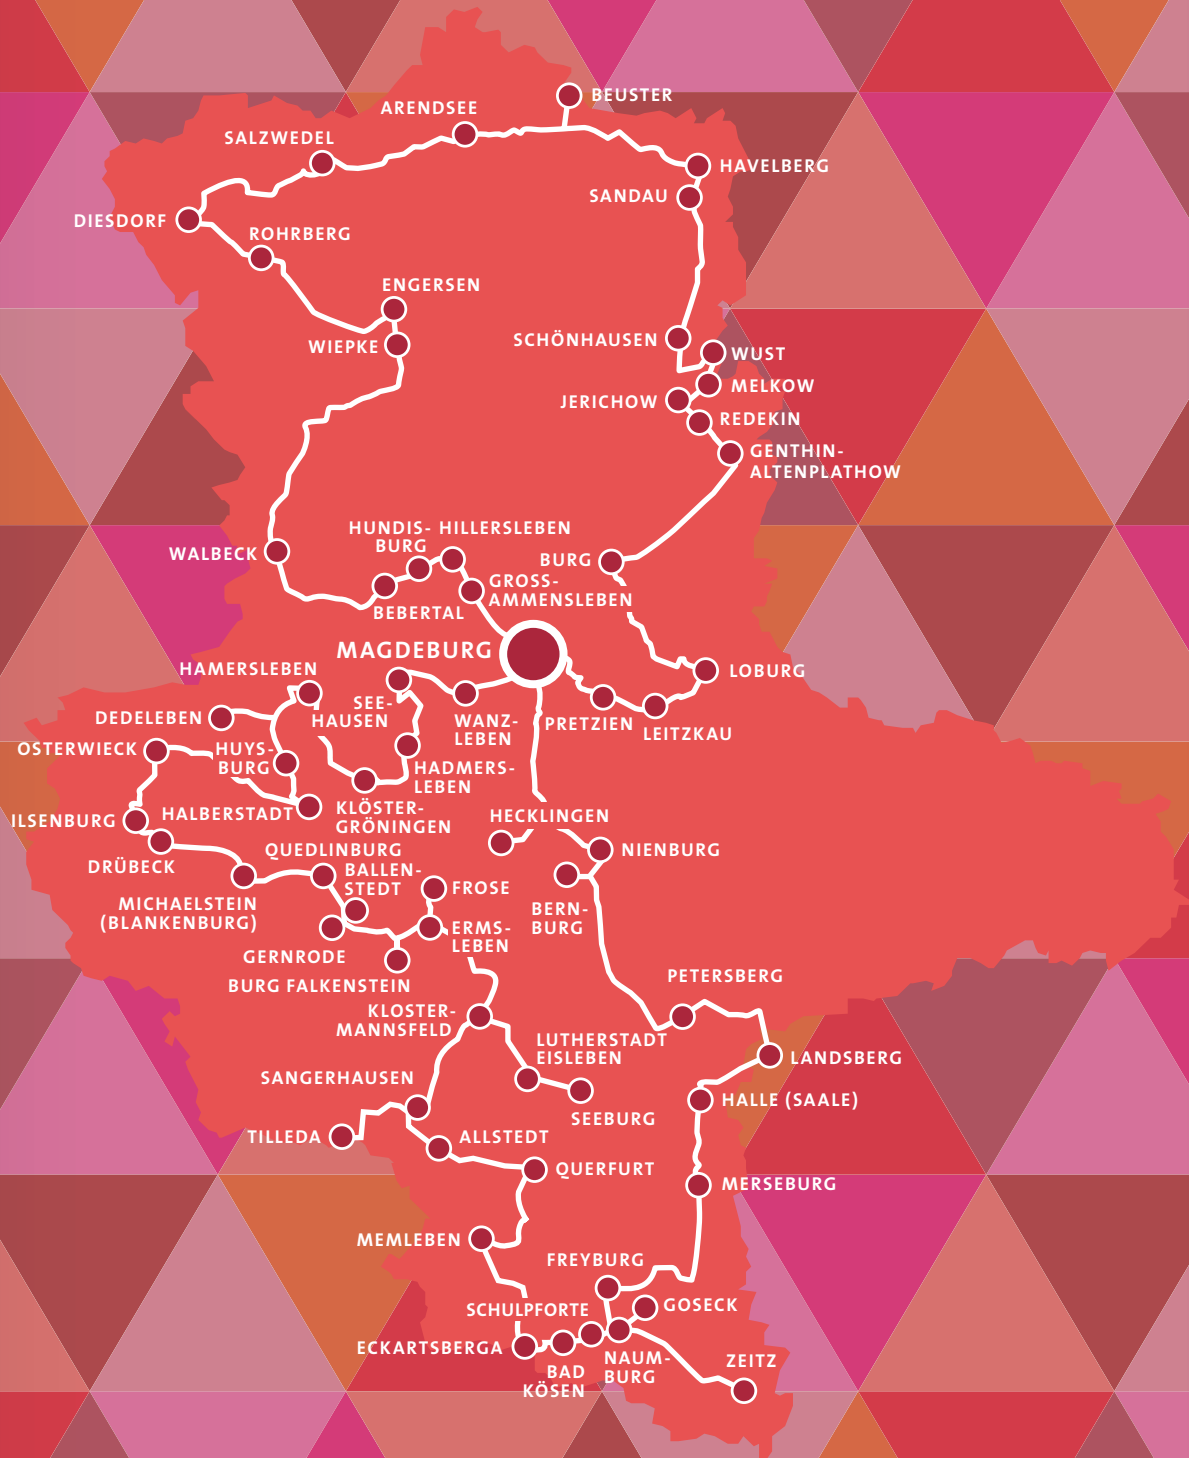 BEUSTER
ARENDSEE
SALZWEDEL
HAVELBERG
SANDAU
DIESDORF
ROHRBERG
ENGERSEN
SCHÖNHAUSEN
WIEPKE
WUST
MELKOW
JERICHOW
REDEKIN
GENTHIN-
ALTENPLATHOW
HUNDIS-
BURG
HILLERSLEBEN
WALBECK
BURG
GROSS-
AMMENSLEBEN
BEBERTAL
MAGDEBURG
HAMERSLEBEN
LOBURG
SEE-
HAUSEN
DEDELEBEN
WANZ-
LEBEN
PRETZIEN
LEITZKAU
OSTERWIECK
HUYS-
BURG
HADMERS-
LEBEN
HALBERSTADT
KLÖSTER-
GRÖNINGEN
HECKLINGEN
ILSENBURG
QUEDLINBURG
NIENBURG
DRÜBECK
BALLEN-
STEDT
FROSE
MICHAELSTEIN
(BLANKENBURG)
BERN-
BURG
ERMS-
LEBEN
GERNRODE
BURG FALKENSTEIN
PETERSBERG
KLOSTER-
MANNSFELD
LUTHERSTADT
EISLEBEN
LANDSBERG
SANGERHAUSEN
HALLE (SAALE)
SEEBURG
TILLEDA
ALLSTEDT
QUERFURT
MERSEBURG
MEMLEBEN
FREYBURG
SCHULPFORTE
GOSECK
ECKARTSBERGA
NAUM-
BURG
ZEITZ
BAD
KÖSEN